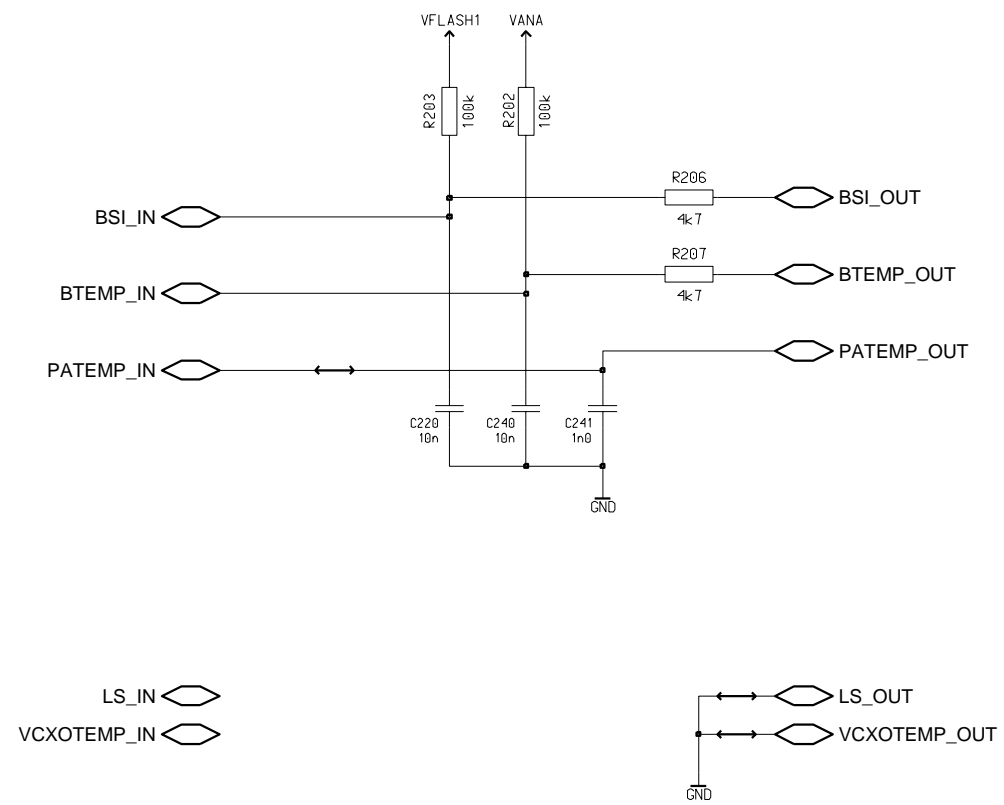 VFLASH1 VANA
R203 100k R202 100k
R206
BSI_IN BSI_OUT
4k7
R207
BTEMP_IN BTEMP_OUT
4k7
PATEMP_IN PATEMP_OUT
C220 C240 C241
10n 10n 1n0
GND
LS_IN LS_OUT
VCXOTEMP_IN VCXOTEMP_OUT
GND